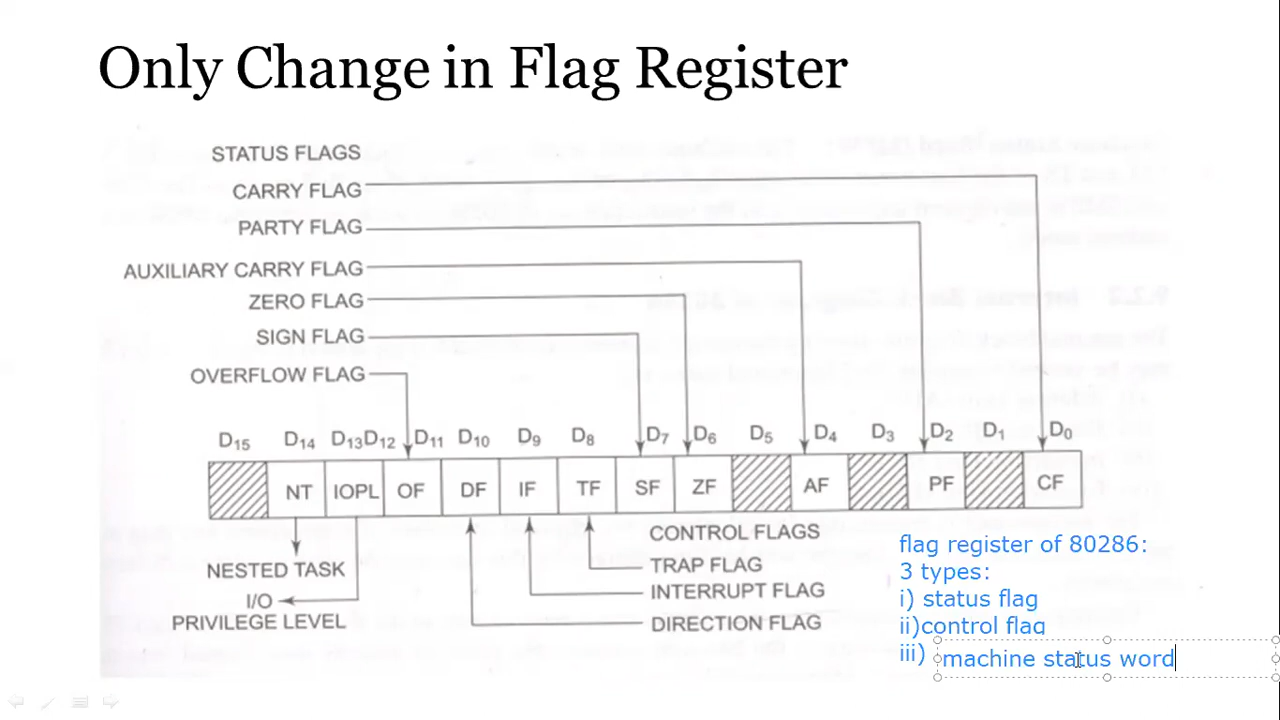 Only Change in Flag Register
STATUS FLAGS
CARRY FLAG
PARTY FLAG
AUXILIARY CARRY FLAG
ZERO FLAG
SIGN FLAG
OVERFLOW FLAG
D15 D14 D13 D12 D11 D10 D9 D8 D7 D6 D5 D4 D3 D2 D1 D0
NT IOPL OF DF IF TF SF ZF AF PF CF
CONTROL FLAGS
TRAP FLAG
INTERRUPT FLAG
DIRECTION FLAG
NESTED TASK
I/O
PRIVILEGE LEVEL
flag register of 80286:
3 types:
i) status flag
ii)control flag
iii) machine status word